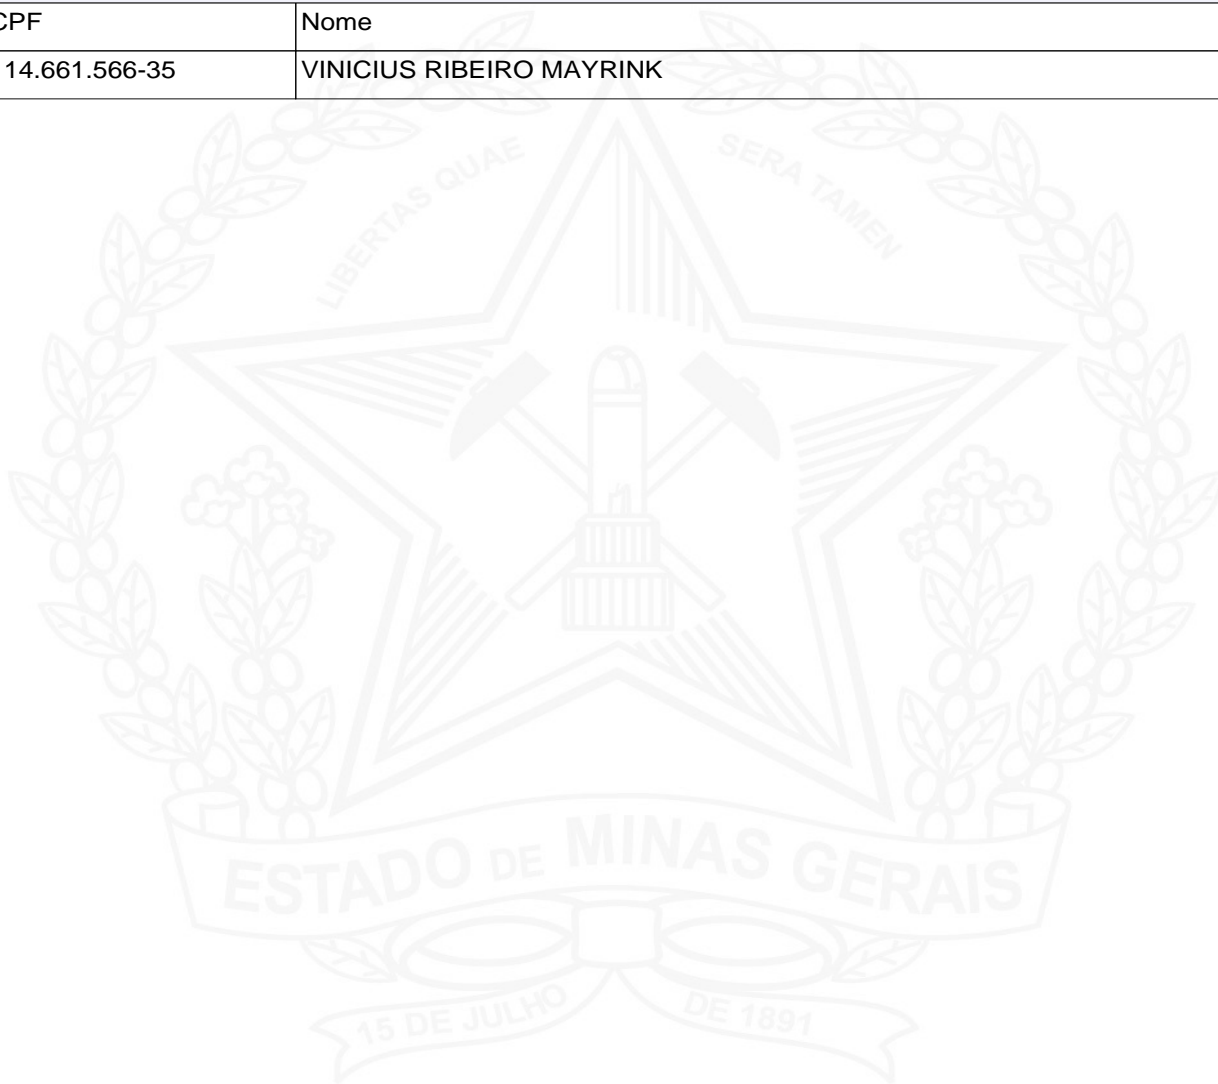 CPF Nome
14.661.566-35 VINICIUS RIBEIRO MAYRINK
LIBERTAS QUAE SERA TAMEN
ESTADO DE MINAS GERAIS
15 DE JULHO DE 1891